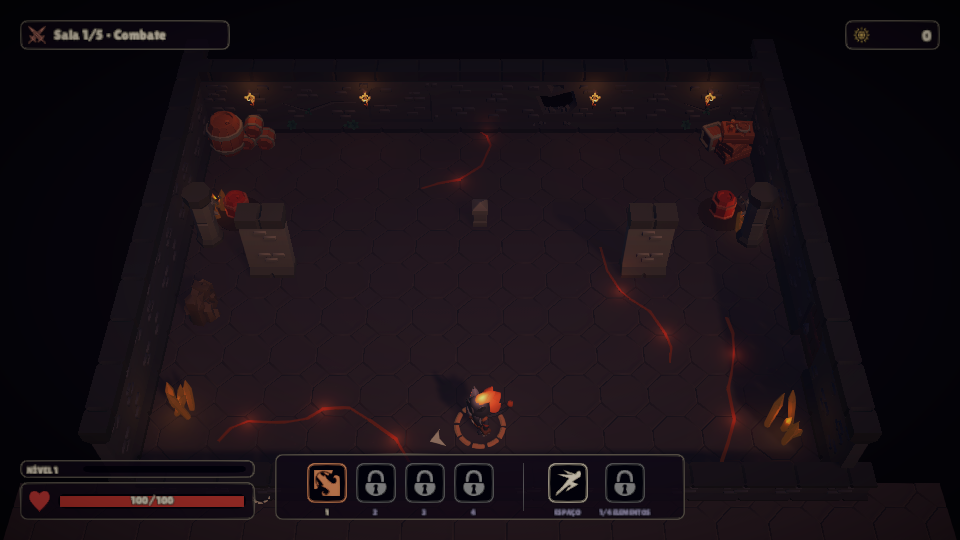 Sala 1/5 - Combate
0
NÍVEL 1
100/100
1
2
3
4
ESPAÇO
1/4 ELEMENTOS